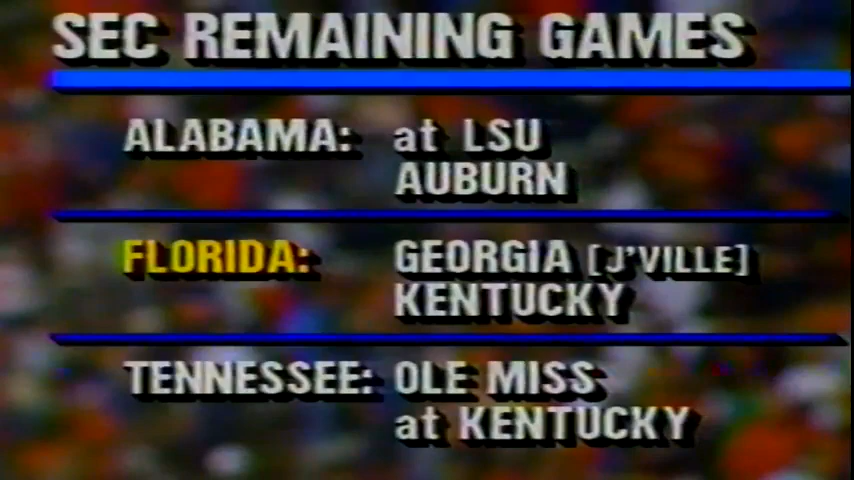 SEC REMAINING GAMES
ALABAMA: at LSU
AUBURN
FLORIDA: GEORGIA [J'VILLE]
KENTUCKY
TENNESSEE: OLE MISS
at KENTUCKY